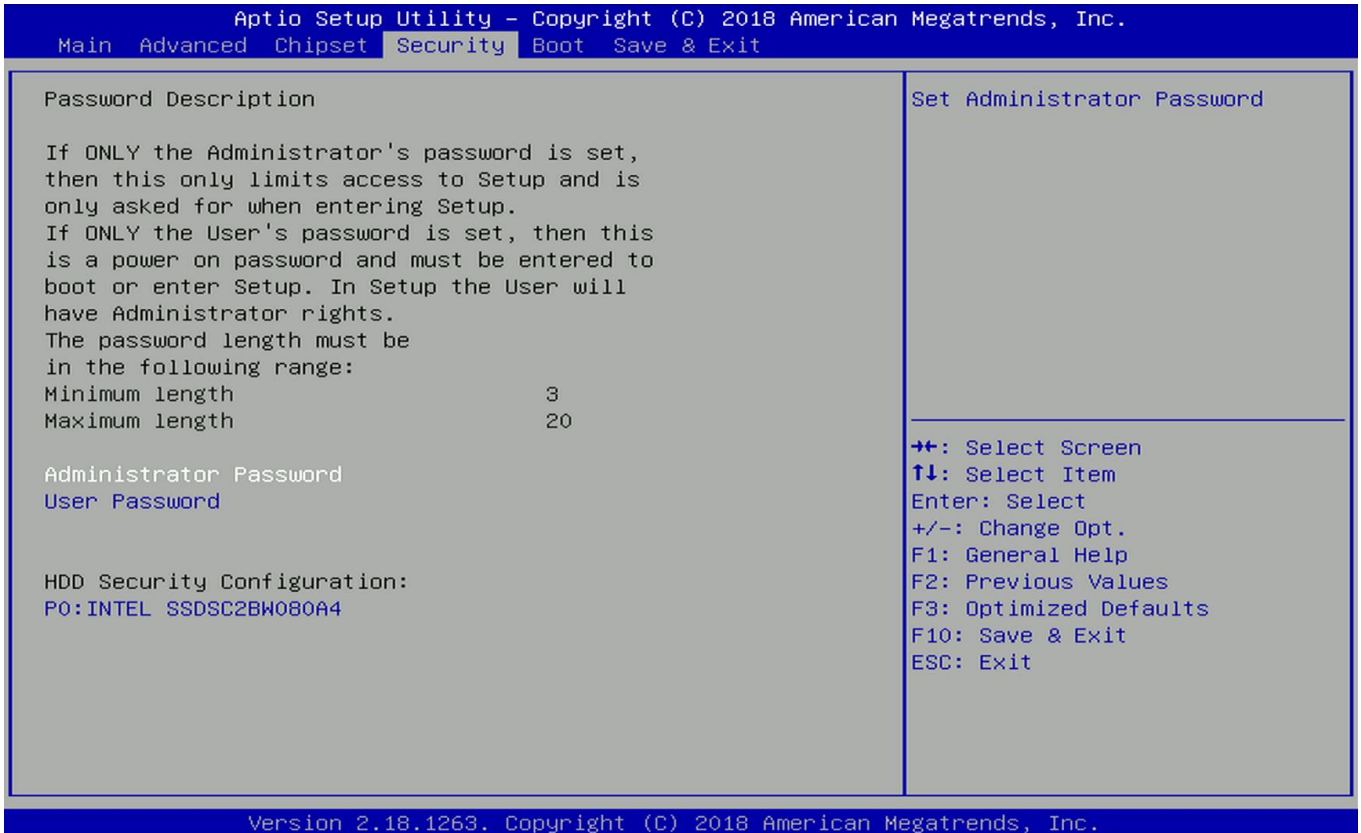 Aptio Setup Utility – Copyright (C) 2018 American Megatrends, Inc.
Main Advanced Chipset Security Boot Save & Exit
Password Description
If ONLY the Administrator's password is set,
then this only limits access to Setup and is
only asked for when entering Setup.
If ONLY the User's password is set, then this
is a power on password and must be entered to
boot or enter Setup. In Setup the User will
have Administrator rights.
The password length must be
in the following range:
Minimum length 3
Maximum length 20
Administrator Password
User Password
HDD Security Configuration:
P0:INTEL SSDSC2BW080A4
Set Administrator Password
→←: Select Screen
↑↓: Select Item
Enter: Select
+/-: Change Opt.
F1: General Help
F2: Previous Values
F3: Optimized Defaults
F10: Save & Exit
ESC: Exit
Version 2.18.1263. Copyright (C) 2018 American Megatrends, Inc.